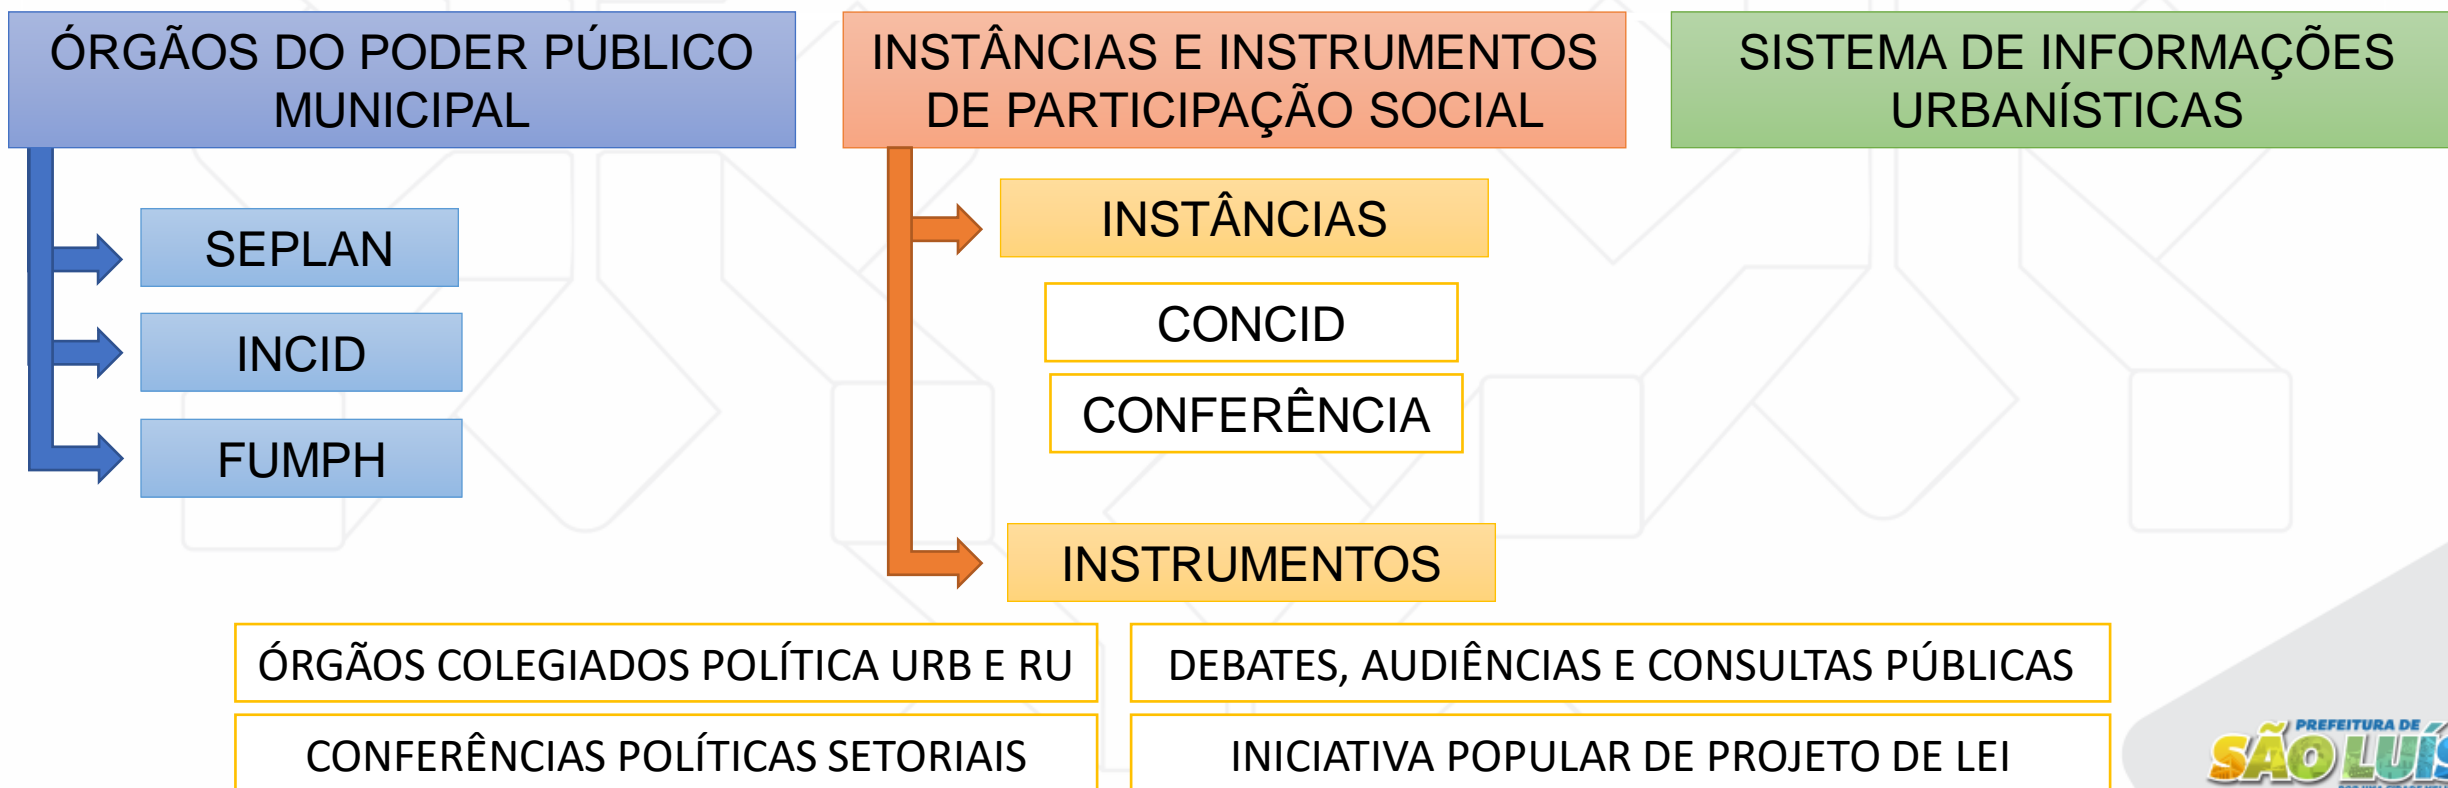 ÓRGÃOS DO PODER PÚBLICO
MUNICIPAL
SEPLAN
INCID
FUMPH
INSTÂNCIAS E INSTRUMENTOS
DE PARTICIPAÇÃO SOCIAL
INSTÂNCIAS
CONCID
CONFERÊNCIA
INSTRUMENTOS
ÓRGÃOS COLEGIADOS POLÍTICA URB E RU
DEBATES, AUDIÊNCIAS E CONSULTAS PÚBLICAS
CONFERÊNCIAS POLÍTICAS SETORIAIS
INICIATIVA POPULAR DE PROJETO DE LEI
SISTEMA DE INFORMAÇÕES
URBANÍSTICAS
PREFEITURA DE
SÃO LUÍS